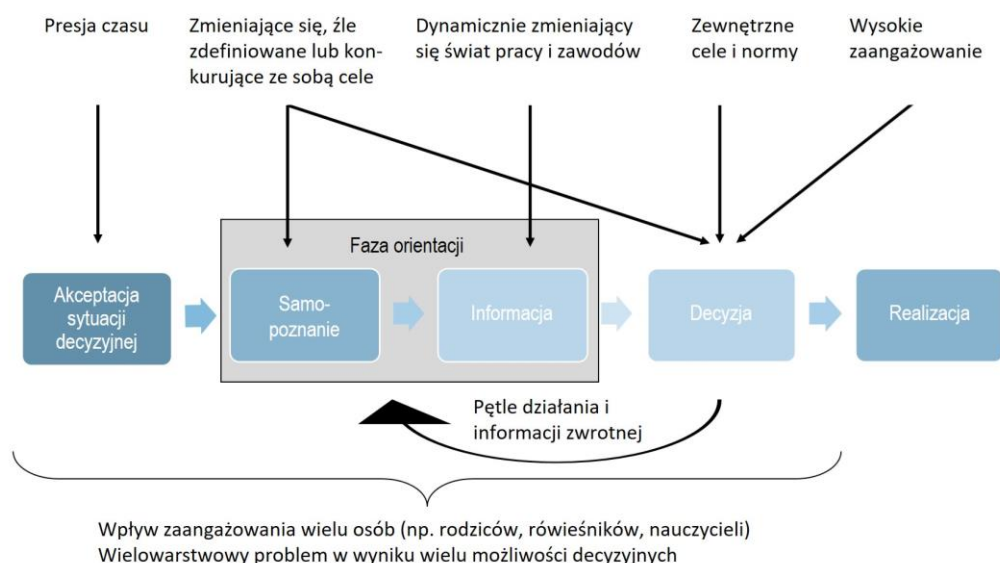 Presja czasu
Zmieniające się, źle
zdefiniowane lub kon-
kurujące ze sobą cele
Dynamicznie zmieniający
się świat pracy i zawodów
Zewnętrzne
cele i normy
Wysokie
zaangażowanie
Faza orientacji
Akceptacja
sytuacji
decyzyjnej
Samo-
poznanie
Informacja
Decyzja
Realizacja
Pętle działania i
informacji zwrotnej
Wpływ zaangażowania wielu osób (np. rodziców, rówieśników, nauczycieli)
Wielowarstwowy problem w wyniku wielu możliwości decyzyjnych